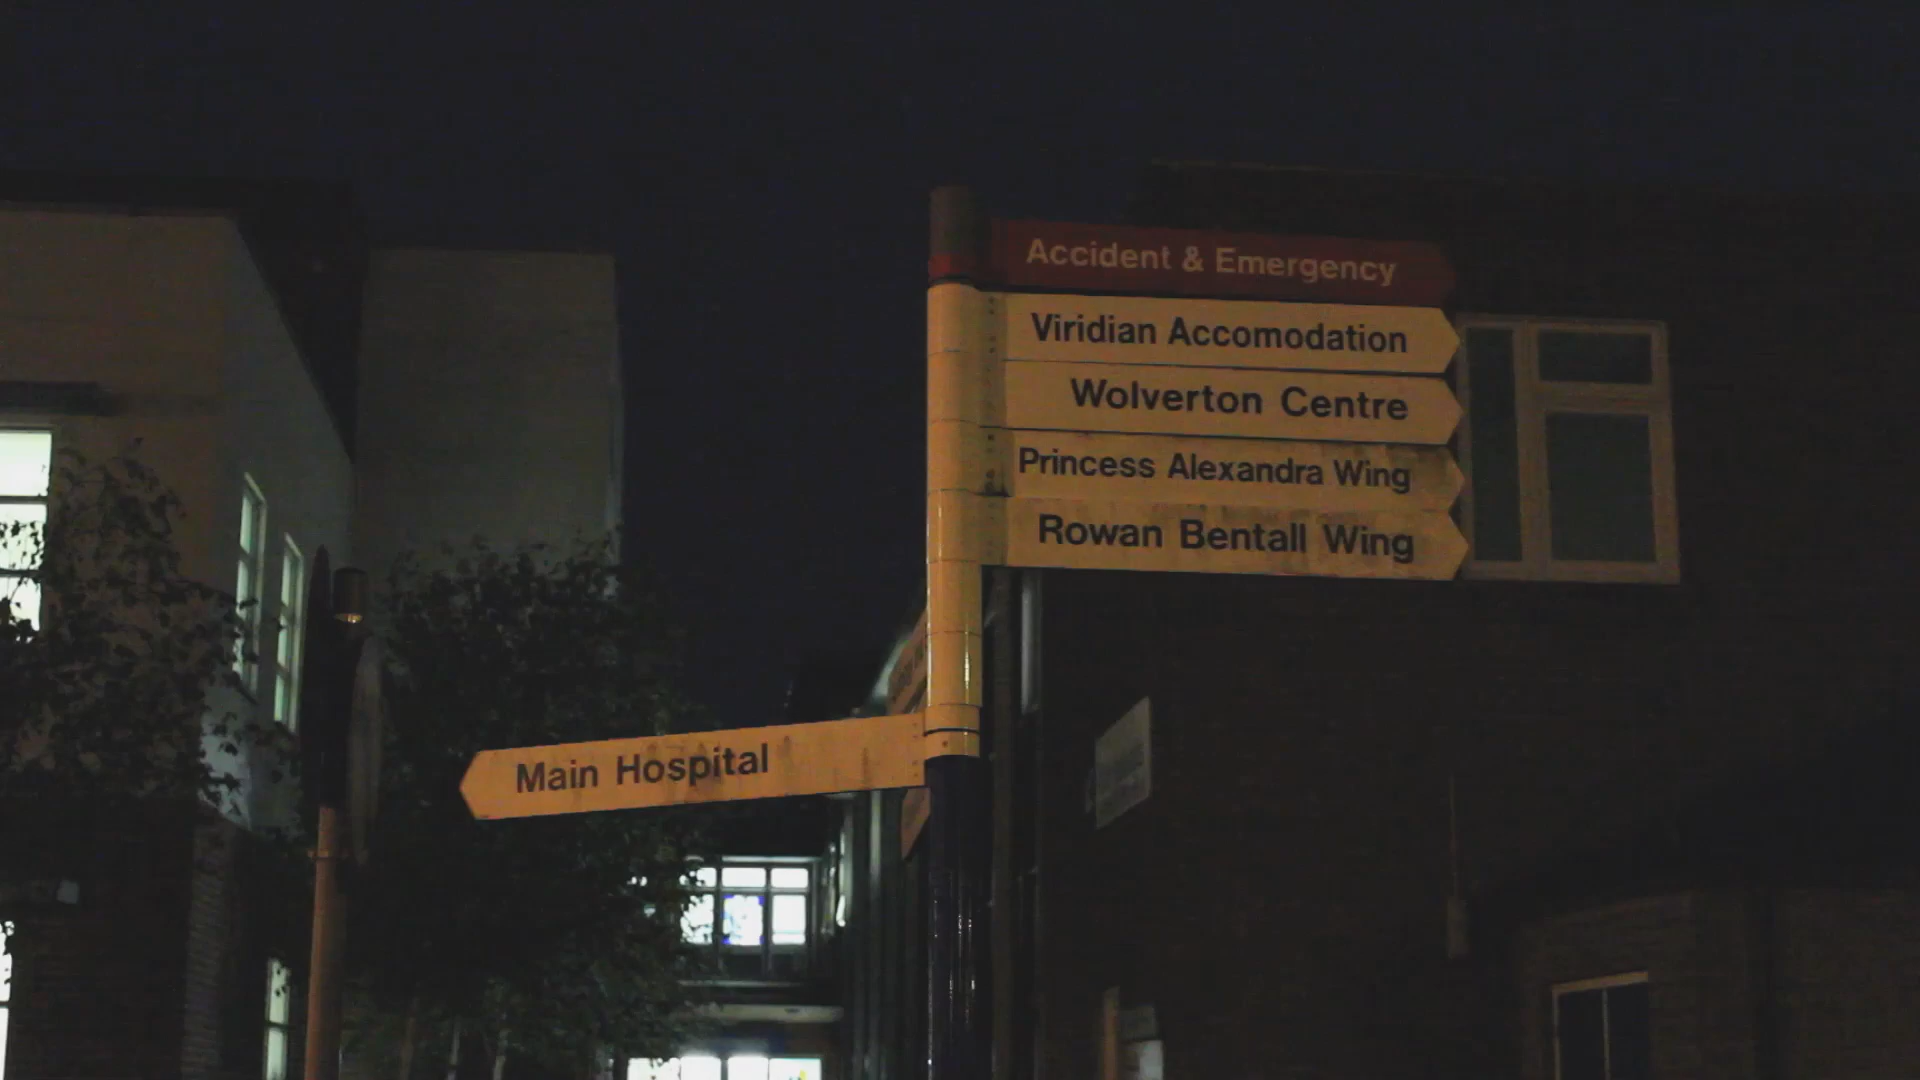 Accident & Emergency
Viridian Accomodation
Wolverton Centre
Princess Alexandra Wing
Rowan Bentall Wing
Main Hospital